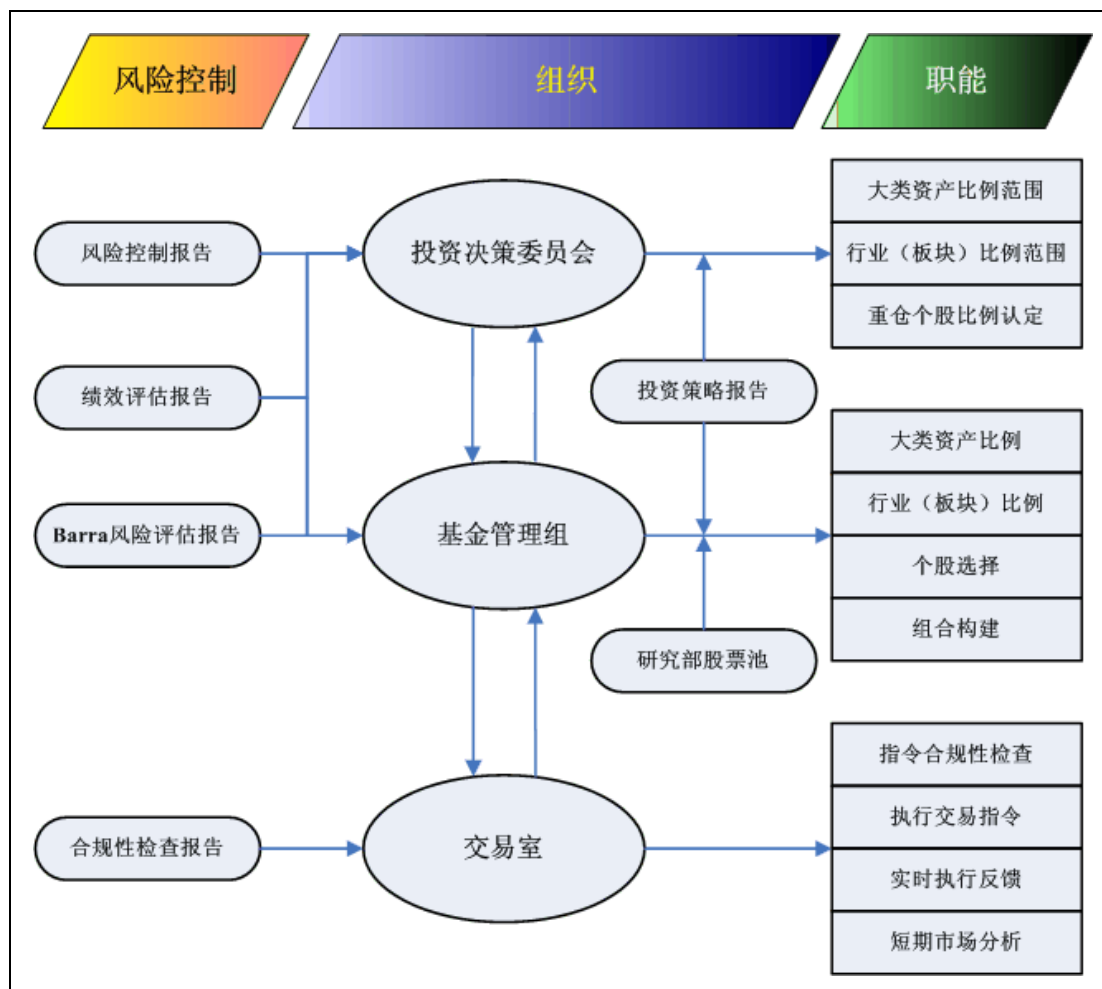 风险控制
组织
职能
风险控制报告
绩效评估报告
Barra风险评估报告
合规性检查报告
投资决策委员会
基金管理组
交易室
投资策略报告
研究部股票池
大类资产比例范围
行业（板块）比例范围
重仓个股比例认定
大类资产比例
行业（板块）比例
个股选择
组合构建
指令合规性检查
执行交易指令
实时执行反馈
短期市场分析